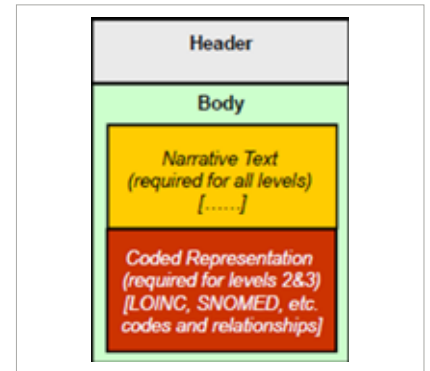 Header
Body
Narrative Text
(required for all levels)
[......]
Coded Representation
(required for levels 2&3)
[LOINC, SNOMED, etc.
codes and relationships]